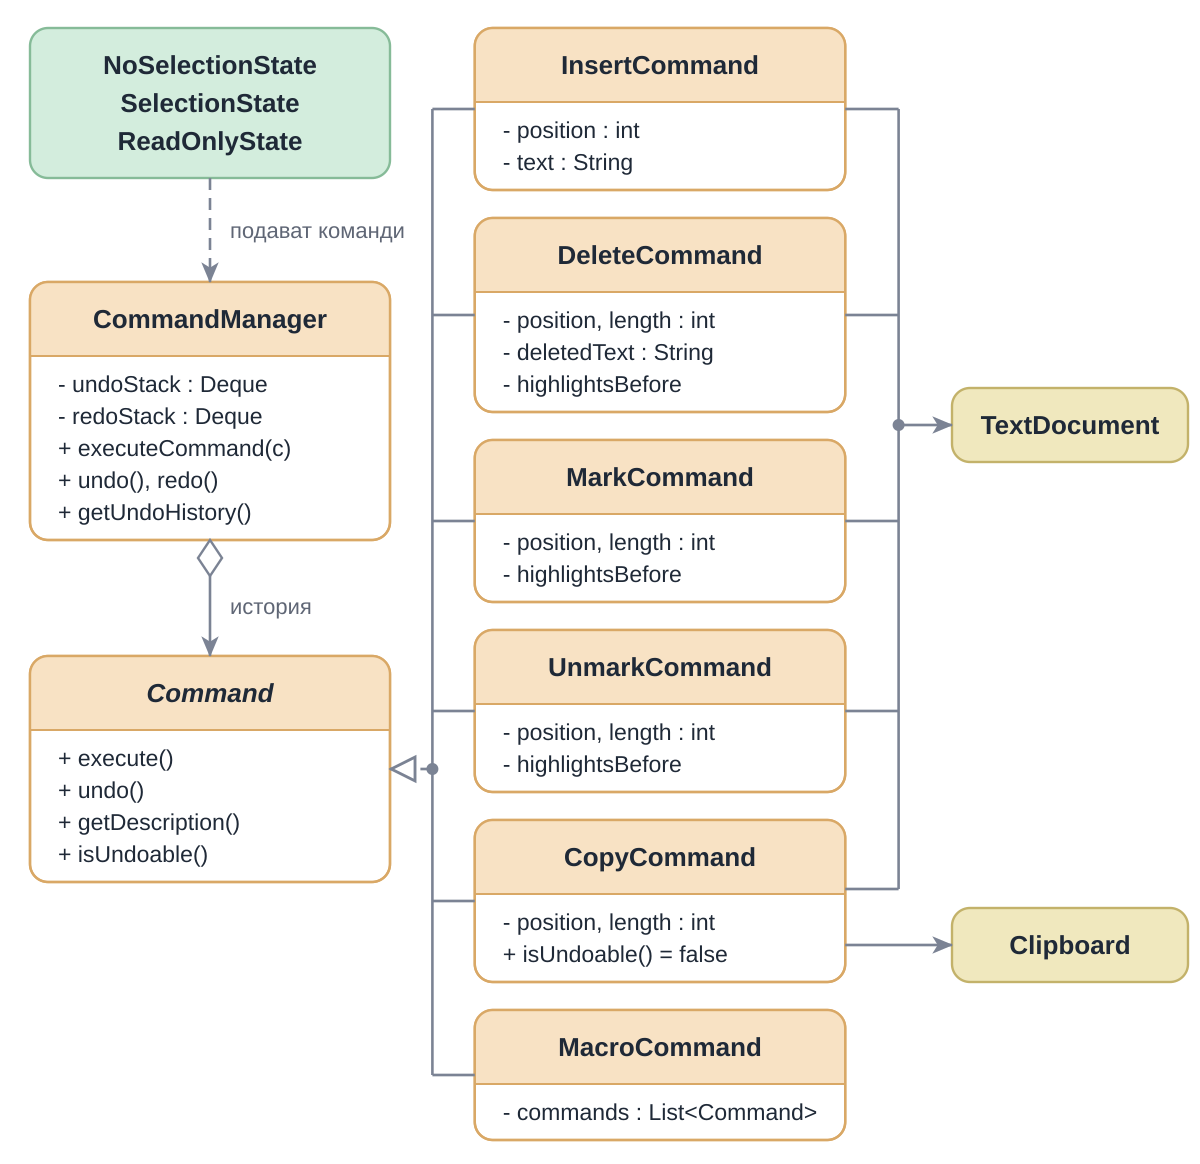 NoSelectionState
SelectionState
ReadOnlyState
подават команди
CommandManager
- undoStack : Deque
- redoStack : Deque
+ executeCommand(c)
+ undo(), redo()
+ getUndoHistory()
история
Command
+ execute()
+ undo()
+ getDescription()
+ isUndoable()
InsertCommand
- position : int
- text : String
DeleteCommand
- position, length : int
- deletedText : String
- highlightsBefore
MarkCommand
- position, length : int
- highlightsBefore
UnmarkCommand
- position, length : int
- highlightsBefore
CopyCommand
- position, length : int
+ isUndoable() = false
MacroCommand
- commands : List<Command>
TextDocument
Clipboard